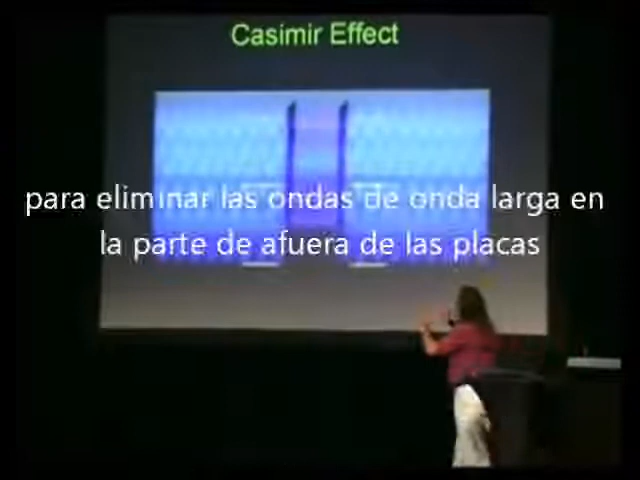 Casimir Effect
para eliminar las ondas de onda larga en
la parte de afuera de las placas